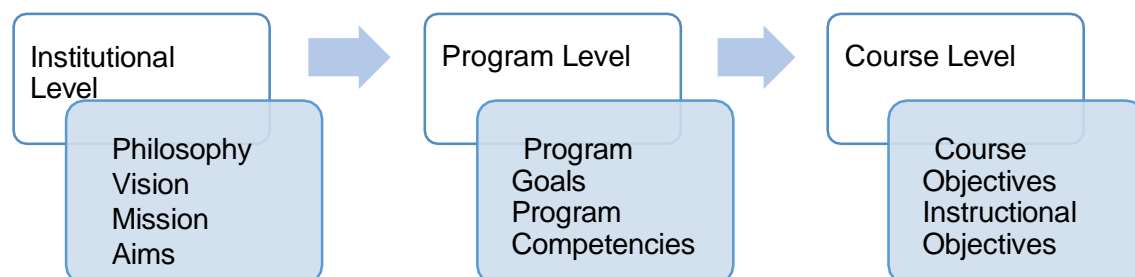 Institutional
Level
Philosophy
Vision
Mission
Aims
Program Level
Program
Goals
Program
Competencies
Course Level
Course
Objectives
Instructional
Objectives